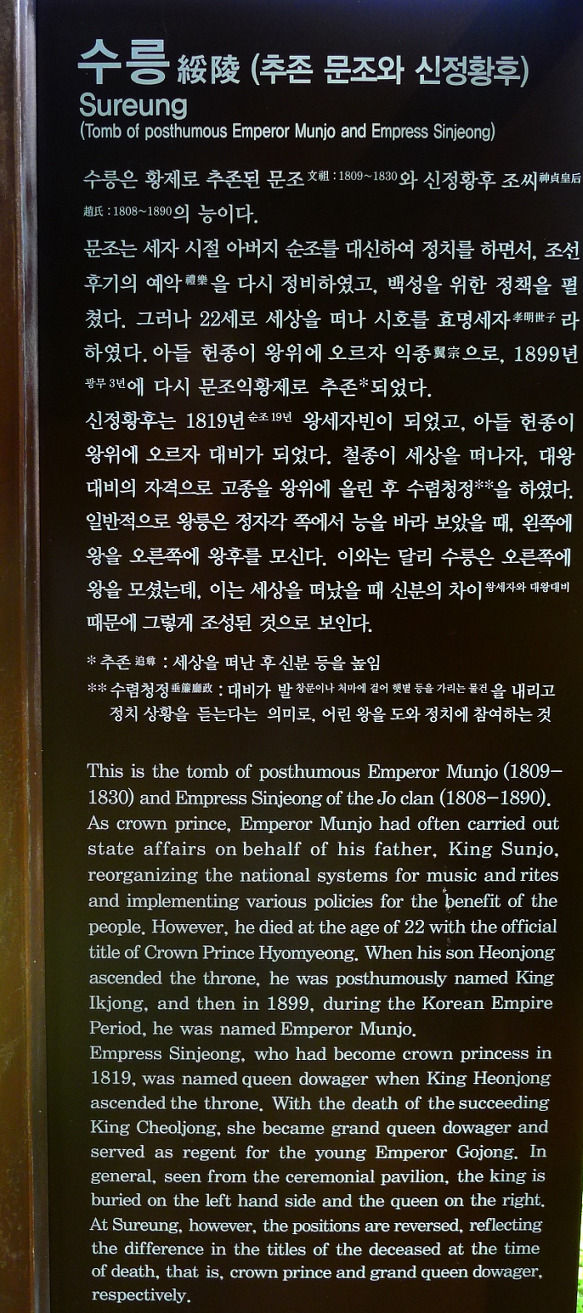 수릉 綏陵 (추존 문조와 신정황후)
Sureung
(Tomb of posthumous Emperor Munjo and Empress Sinjeong)
수릉은 황제로 추존된 문조文祖:1809~1830와 신정황후 조씨神貞皇后
趙氏:1808~1890의 능이다.
문조는 세자 시절 아버지 순조를 대신하여 정치를 하면서, 조선
후기의 예악禮樂을 다시 정비하였고, 백성을 위한 정책을 펼
쳤다. 그러나 22세로 세상을 떠나 시호를 효명세자孝明世子라
하였다. 아들 헌종이 왕위에 오르자 익종翼宗으로, 1899년
광무 3년에 다시 문조익황제로 추존*되었다.
신정황후는 1819년순조 19년 왕세자빈이 되었고, 아들 헌종이
왕위에 오르자 대비가 되었다. 철종이 세상을 떠나자, 대왕
대비의 자격으로 고종을 왕위에 올린 후 수렴청정**을 하였다.
일반적으로 왕릉은 정자각 쪽에서 능을 바라 보았을 때, 왼쪽에
왕을 오른쪽에 왕후를 모신다. 이와는 달리 수릉은 오른쪽에
왕을 모셨는데, 이는 세상을 떠났을 때 신분의 차이왕세자와 대왕대비
때문에 그렇게 조성된 것으로 보인다.
* 추존追尊 : 세상을 떠난 후 신분 등을 높임
** 수렴청정垂簾聽政 : 대비가 발창문이나 처마에 걸어 햇볕 등을 가리는 물건을 내리고
정치 상황을 듣는다는 의미로, 어린 왕을 도와 정치에 참여하는 것
This is the tomb of posthumous Emperor Munjo (1809-
1830) and Empress Sinjeong of the Jo clan (1808-1890).
As crown prince, Emperor Munjo had often carried out
state affairs on behalf of his father, King Sunjo,
reorganizing the national systems for music and rites
and implementing various policies for the benefit of the
people. However, he died at the age of 22 with the official
title of Crown Prince Hyomyeong. When his son Heonjong
ascended the throne, he was posthumously named King
Ikjong, and then in 1899, during the Korean Empire
Period, he was named Emperor Munjo.
Empress Sinjeong, who had become crown princess in
1819, was named queen dowager when King Heonjong
ascended the throne. With the death of the succeeding
King Cheoljong, she became grand queen dowager and
served as regent for the young Emperor Gojong. In
general, seen from the ceremonial pavilion, the king is
buried on the left hand side and the queen on the right.
At Sureung, however, the positions are reversed, reflecting
the difference in the titles of the deceased at the time
of death, that is, crown prince and grand queen dowager,
respectively.